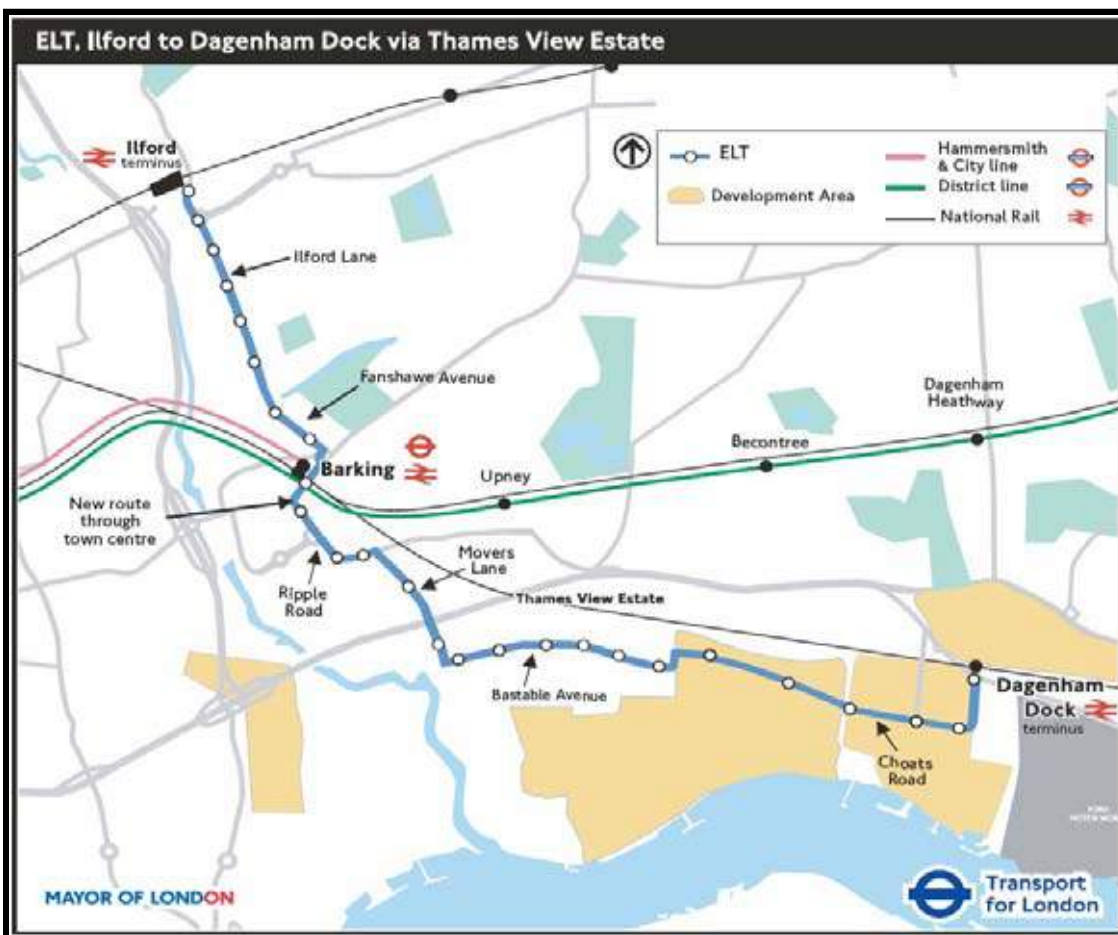 ELT, Ilford to Dagenham Dock via Thames View Estate
Ilford
terminus
ELT
Development Area
Hammersmith
& City line
District line
National Rail
Ilford Lane
Fanshawe Avenue
Dagenham
Heathway
Becontree
Barking
Upney
New route
through
town centre
Movers
Lane
Ripple
Road
Thames View Estate
Bastable Avenue
Dagenham
Dock
terminus
Choats
Road
MAYOR OF LONDON
Transport
for London